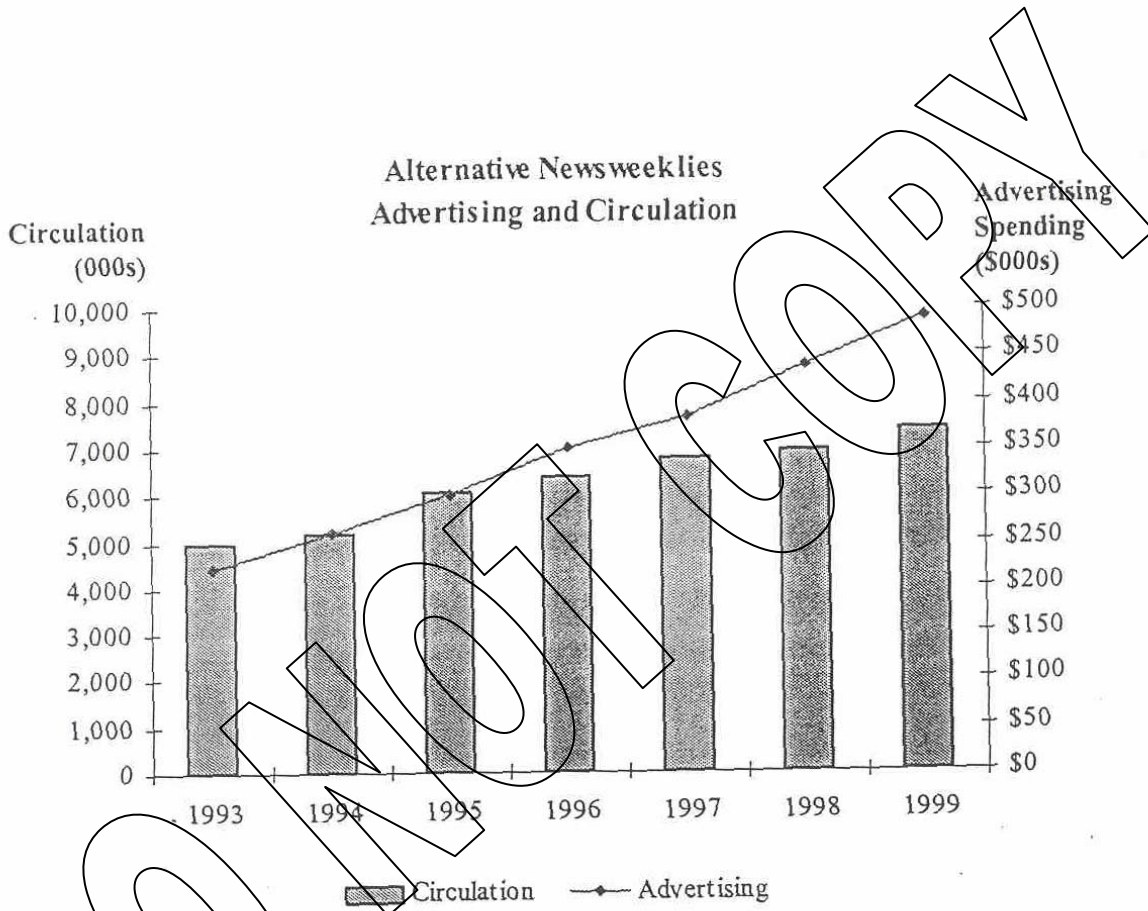 Alternative Newsweeklies
Advertising and Circulation
Circulation
(000s)
Advertising
Spending
($000s)
10,000
9,000
8,000
7,000
6,000
5,000
4,000
3,000
2,000
1,000
0
$500
$450
$400
$350
$300
$250
$200
$150
$100
$50
$0
1993 1994 1995 1996 1997 1998 1999
Circulation Advertising
O NOT COPY